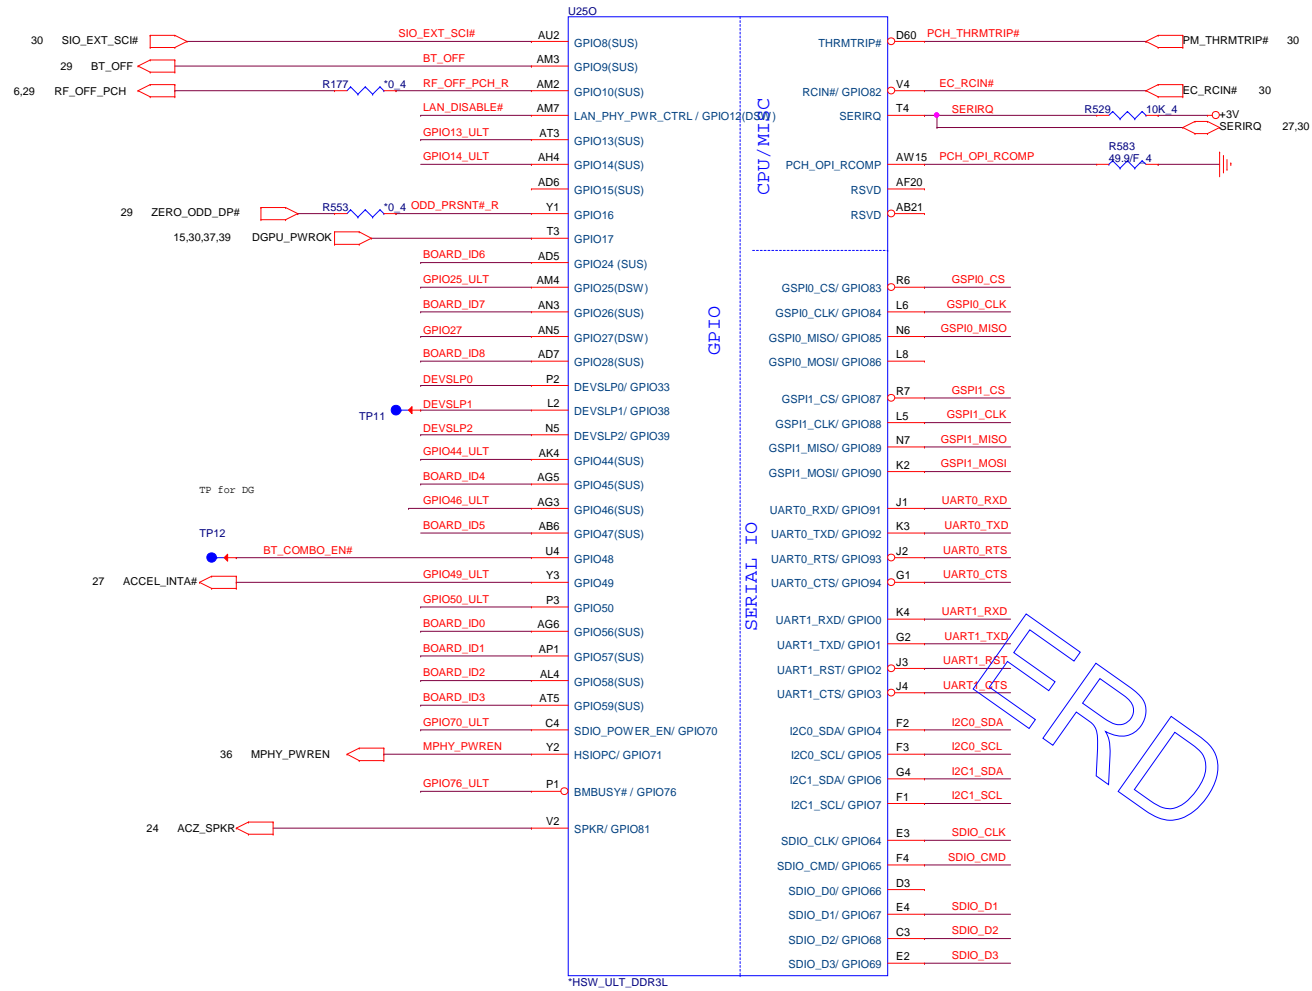 U25O
30 SIO_EXT_SCI# SIO_EXT_SCI# AU2 GPIO8(SUS) THRMTRIP# D60 PCH_THRMTRIP# PM_THRMTRIP# 30
29 BT_OFF BT_OFF AM3 GPIO9(SUS)
6,29 RF_OFF_PCH R177 *0_4 RF_OFF_PCH_R AM2 GPIO10(SUS) RCIN#/ GPIO82 V4 EC_RCIN# EC_RCIN# 30
LAN_DISABLE# AM7 LAN_PHY_PWR_CTRL / GPIO12(DSW) SERIRQ T4 SERIRQ R529 10K_4 +3V
SERIRQ 27,30
GPIO13_ULT AT3 GPIO13(SUS)
GPIO14_ULT AH4 GPIO14(SUS) PCH_OPI_RCOMP AW15 PCH_OPI_RCOMP R583 49.9/F_4
AD6 GPIO15(SUS) RSVD AF20
29 ZERO_ODD_DP# R553 *0_4 ODD_PRSNT#_R Y1 GPIO16 RSVD AB21
15,30,37,39 DGPU_PWROK T3 GPIO17
CPU/MISC
BOARD_ID6 AD5 GPIO24 (SUS)
GPIO25_ULT AM4 GPIO25(DSW) GSPI0_CS/ GPIO83 R6 GSPI0_CS
BOARD_ID7 AN3 GPIO26(SUS) GSPI0_CLK/ GPIO84 L6 GSPI0_CLK
GPIO27 AN5 GPIO27(DSW) GSPI0_MISO/ GPIO85 N6 GSPI0_MISO
GPIO
BOARD_ID8 AD7 GPIO28(SUS) GSPI0_MOSI/ GPIO86 L8
DEVSLP0 P2 DEVSLP0/ GPIO33 GSPI1_CS/ GPIO87 R7 GSPI1_CS
TP11 DEVSLP1 L2 DEVSLP1/ GPIO38 GSPI1_CLK/ GPIO88 L5 GSPI1_CLK
DEVSLP2 N5 DEVSLP2/ GPIO39 GSPI1_MISO/ GPIO89 N7 GSPI1_MISO
GPIO44_ULT AK4 GPIO44(SUS) GSPI1_MOSI/ GPIO90 K2 GSPI1_MOSI
BOARD_ID4 AG5 GPIO45(SUS)
TP for DG
GPIO46_ULT AG3 GPIO46(SUS) UART0_RXD/ GPIO91 J1 UART0_RXD
BOARD_ID5 AB6 GPIO47(SUS) UART0_TXD/ GPIO92 K3 UART0_TXD
TP12 BT_COMBO_EN# U4 GPIO48 UART0_RTS/ GPIO93 J2 UART0_RTS
27 ACCEL_INTA# GPIO49_ULT Y3 GPIO49 UART0_CTS/ GPIO94 G1 UART0_CTS
SERIAL IO
GPIO50_ULT P3 GPIO50 UART1_RXD/ GPIO0 K4 UART1_RXD
BOARD_ID0 AG6 GPIO56(SUS) UART1_TXD/ GPIO1 G2 UART1_TXD
BOARD_ID1 AP1 GPIO57(SUS) UART1_RST/ GPIO2 J3 UART1_RST
BOARD_ID2 AL4 GPIO58(SUS) UART1_CTS/ GPIO3 J4 UART1_CTS
ERD
BOARD_ID3 AT5 GPIO59(SUS)
GPIO70_ULT C4 SDIO_POWER_EN/ GPIO70 I2C0_SDA/ GPIO4 F2 I2C0_SDA
36 MPHY_PWREN MPHY_PWREN Y2 HSIOPC/ GPIO71 I2C0_SCL/ GPIO5 F3 I2C0_SCL
I2C1_SDA/ GPIO6 G4 I2C1_SDA
GPIO76_ULT P1 BMBUSY# / GPIO76 I2C1_SCL/ GPIO7 F1 I2C1_SCL
24 ACZ_SPKR V2 SPKR/ GPIO81 SDIO_CLK/ GPIO64 E3 SDIO_CLK
SDIO_CMD/ GPIO65 F4 SDIO_CMD
SDIO_D0/ GPIO66 D3
SDIO_D1/ GPIO67 E4 SDIO_D1
SDIO_D2/ GPIO68 C3 SDIO_D2
SDIO_D3/ GPIO69 E2 SDIO_D3
*HSW_ULT_DDR3L